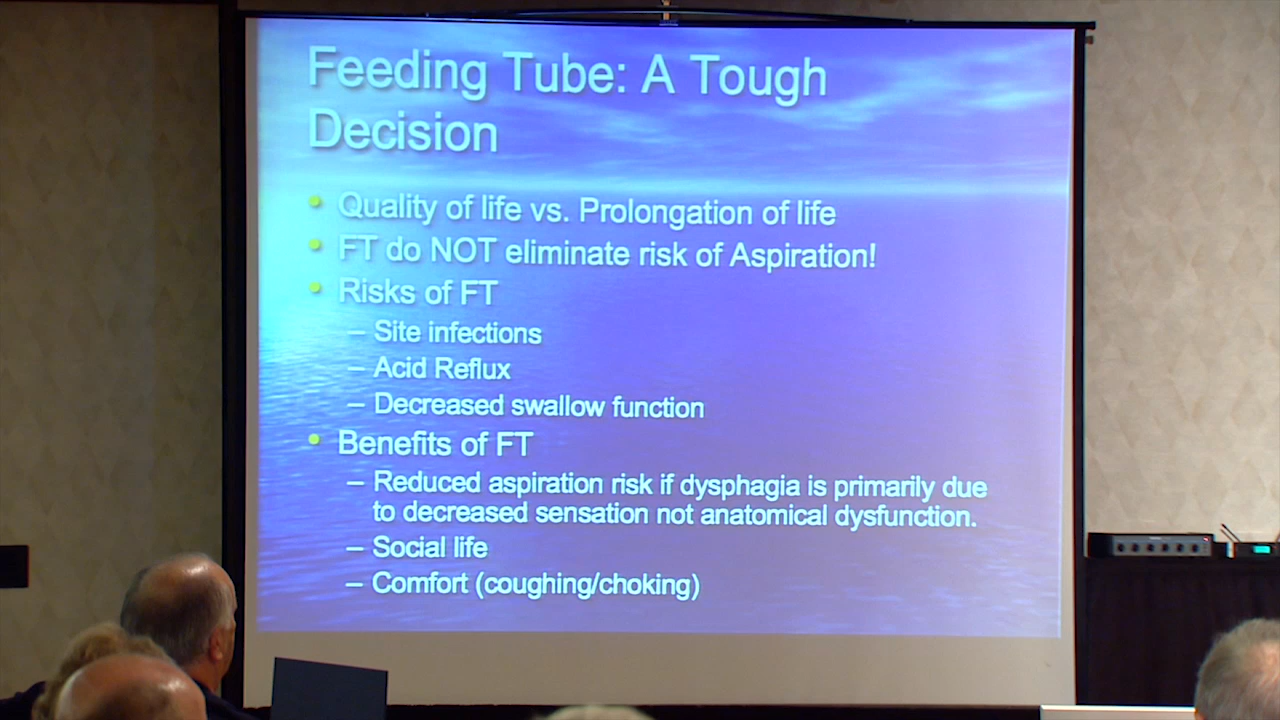 Feeding Tube: A Tough
Decision
• Quality of life vs. Prolongation of life
• FT do NOT eliminate risk of Aspiration!
• Risks of FT
– Site infections
– Acid Reflux
– Decreased swallow function
• Benefits of FT
– Reduced aspiration risk if dysphagia is primarily due
to decreased sensation not anatomical dysfunction.
– Social life
– Comfort (coughing/choking)